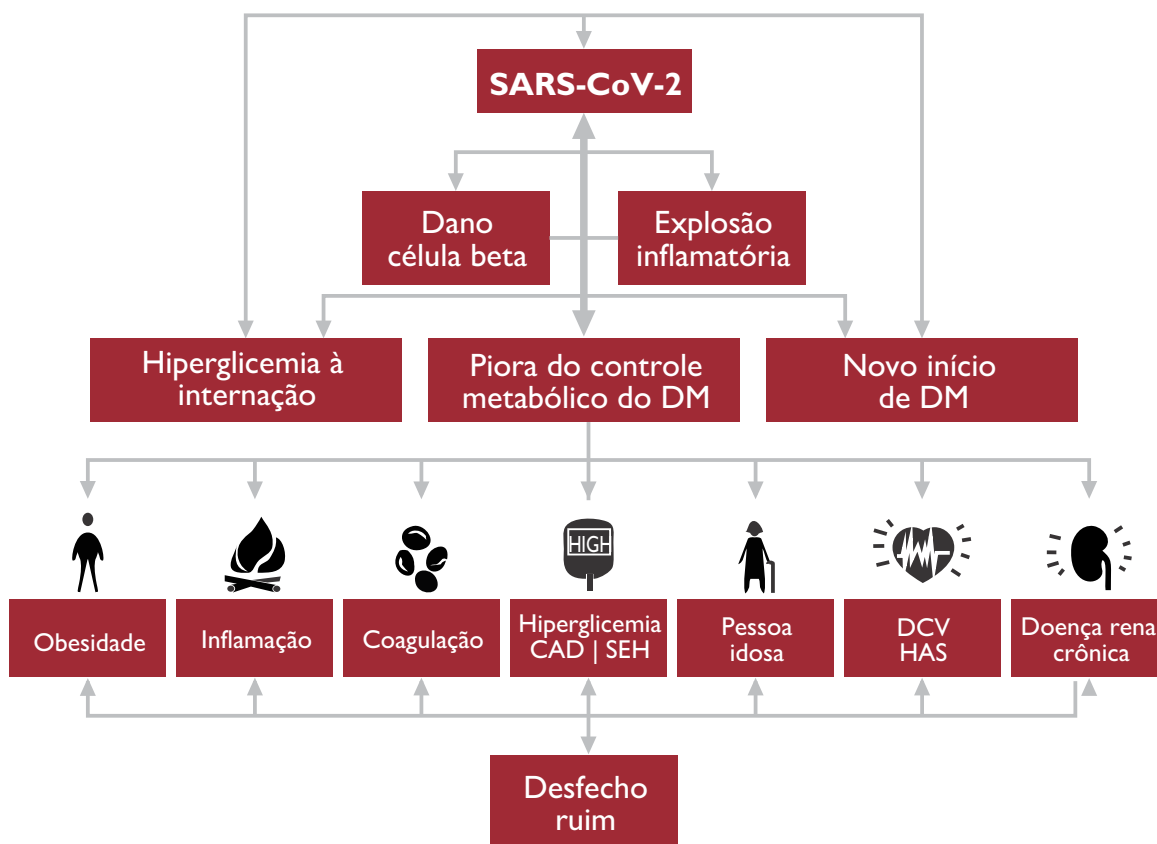 SARS-CoV-2
Dano
célula beta
Explosão
inflamatória
Hiperglicemia à
internação
Piora do controle
metabólico do DM
Novo início
de DM
HIGH
Obesidade
Inflamação
Coagulação
Hiperglicemia
CAD | SEH
Pessoa
idosa
DCV
HAS
Doença rena
crônica
Desfecho
ruim